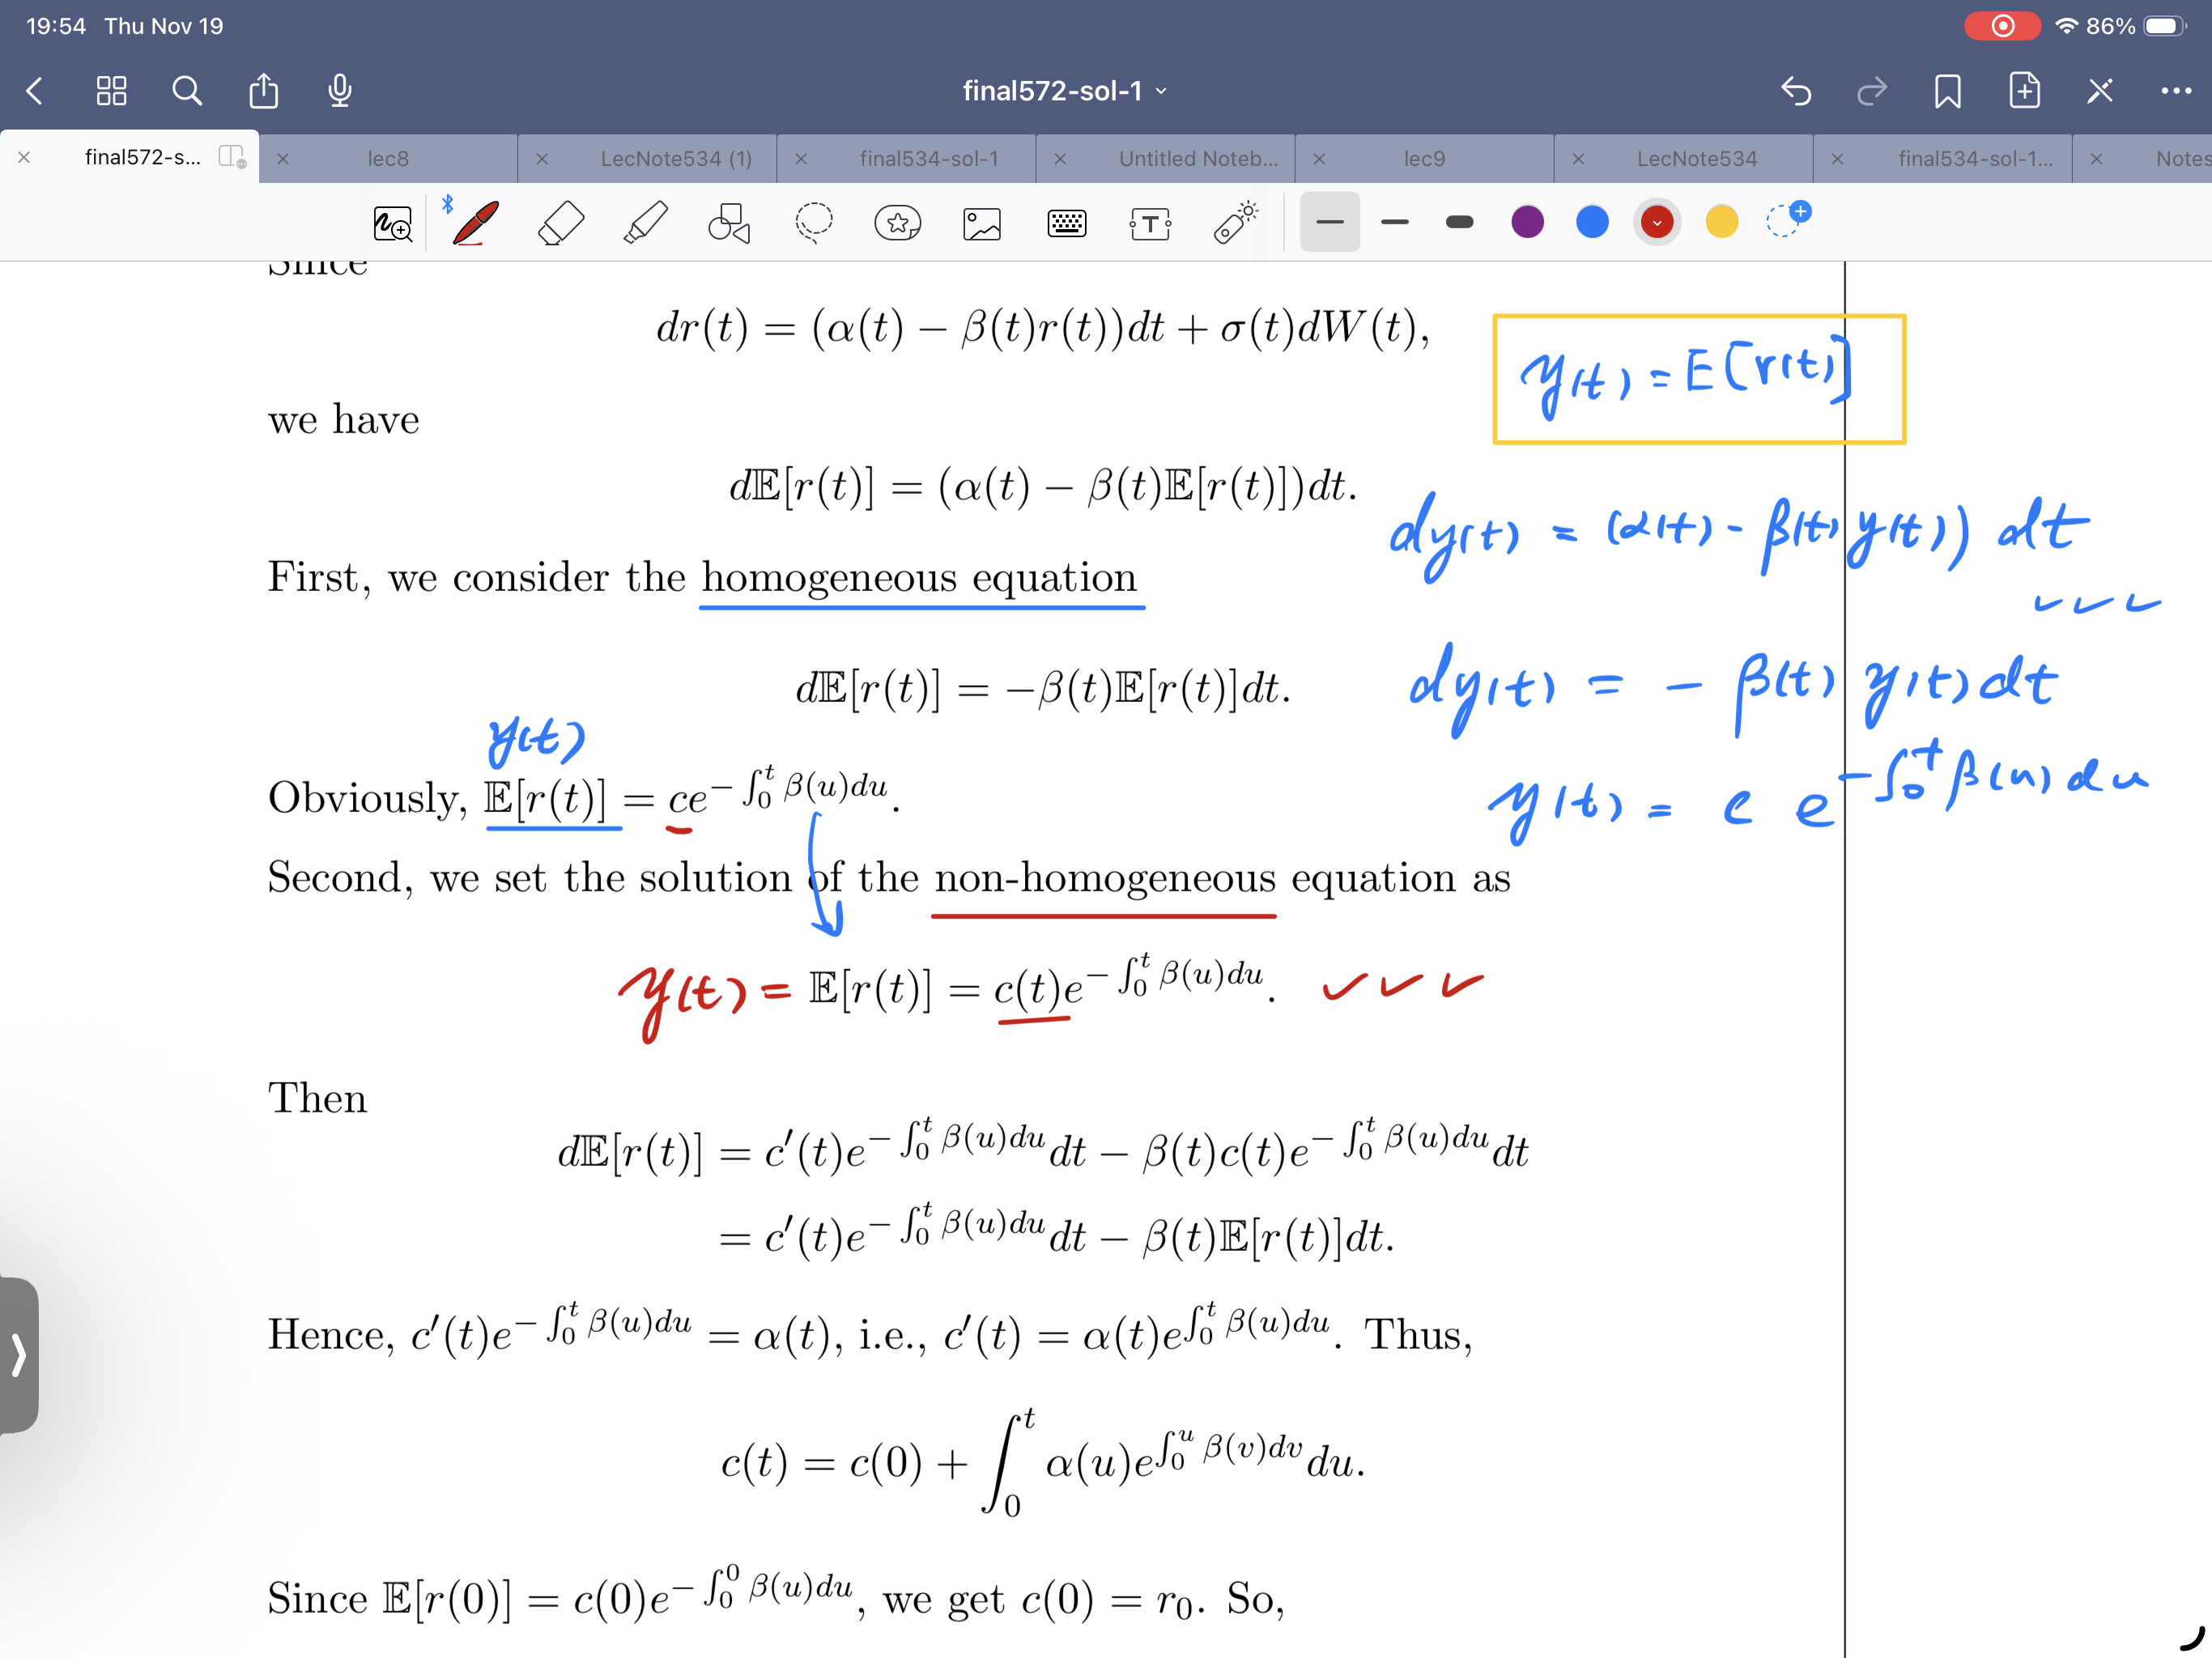 19:54 Thu Nov 19 86%
final572-sol-1
final572-s... lec8 LecNote534 (1) final534-sol-1 Untitled Noteb... lec9 LecNote534 final534-sol-1... Notes
Since
dr(t) = (α(t) − β(t)r(t))dt + σ(t)dW(t),
y(t) = E[r(t)]
we have
d𝔼[r(t)] = (α(t) − β(t)𝔼[r(t)])dt.
dy(t) = (α(t) - β(t) y(t)) dt
First, we consider the homogeneous equation
d𝔼[r(t)] = −β(t)𝔼[r(t)]dt.
dy(t) = - β(t) y(t) dt
y(t)
Obviously, 𝔼[r(t)] = ce^{−∫_0^t β(u)du}.
y(t) = c e^{-∫_0^t β(u) du}
Second, we set the solution of the non-homogeneous equation as
y(t) = 𝔼[r(t)] = c(t)e^{−∫_0^t β(u)du}.
Then
d𝔼[r(t)] = c′(t)e^{−∫_0^t β(u)du}dt − β(t)c(t)e^{−∫_0^t β(u)du}dt
= c′(t)e^{−∫_0^t β(u)du}dt − β(t)𝔼[r(t)]dt.
Hence, c′(t)e^{−∫_0^t β(u)du} = α(t), i.e., c′(t) = α(t)e^{∫_0^t β(u)du}. Thus,
c(t) = c(0) + ∫_0^t α(u)e^{∫_0^u β(v)dv}du.
Since 𝔼[r(0)] = c(0)e^{−∫_0^0 β(u)du}, we get c(0) = r_0. So,